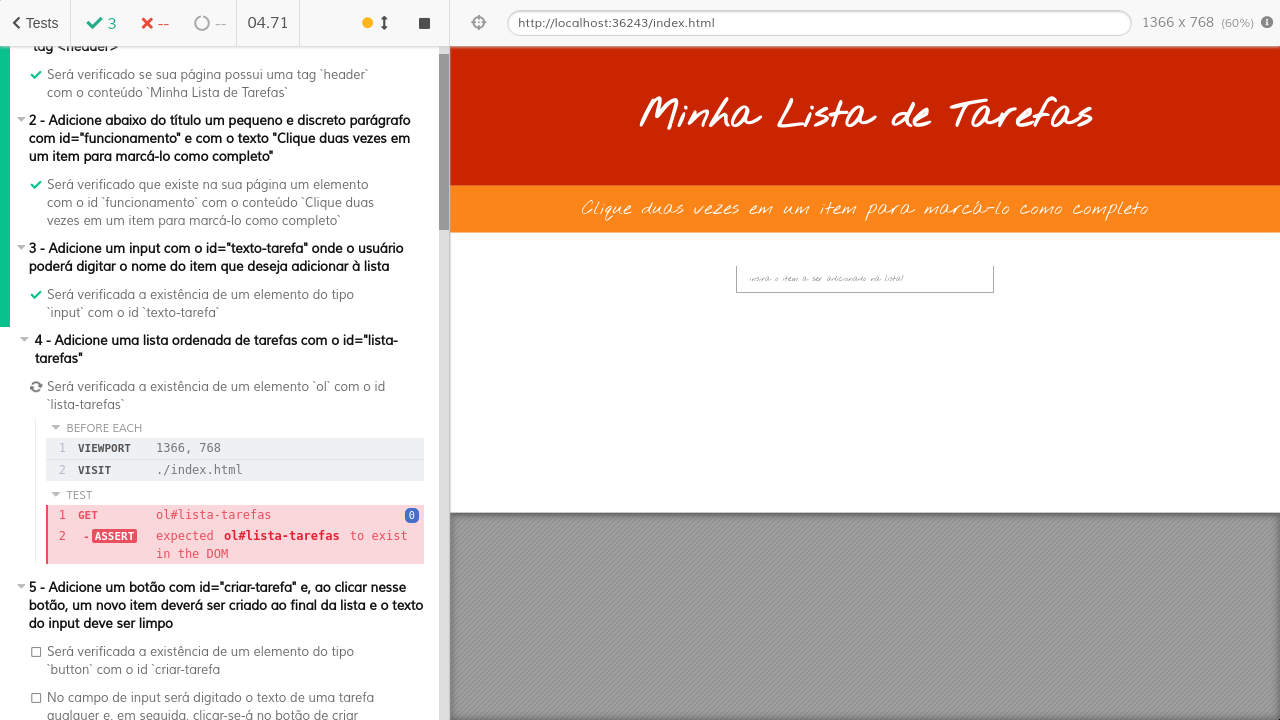 Tests
3
--
--
04.71
http://localhost:36243/index.html
1366 x 768 (60%)
tag <header>
Será verificado se sua página possui uma tag `header`
com o conteúdo `Minha Lista de Tarefas`
2 - Adicione abaixo do título um pequeno e discreto parágrafo
com id="funcionamento" e com o texto "Clique duas vezes em
um item para marcá-lo como completo"
Será verificado que existe na sua página um elemento
com o id `funcionamento` com o conteúdo `Clique duas
vezes em um item para marcá-lo como completo`
3 - Adicione um input com o id="texto-tarefa" onde o usuário
poderá digitar o nome do item que deseja adicionar à lista
Será verificada a existência de um elemento do tipo
`input` com o id `texto-tarefa`
4 - Adicione uma lista ordenada de tarefas com o id="lista-
tarefas"
Será verificada a existência de um elemento `ol` com o id
`lista-tarefas`
BEFORE EACH
1 VIEWPORT 1366, 768
2 VISIT ./index.html
TEST
1 GET ol#lista-tarefas 0
2 -ASSERT expected ol#lista-tarefas to exist
in the DOM
5 - Adicione um botão com id="criar-tarefa" e, ao clicar nesse
botão, um novo item deverá ser criado ao final da lista e o texto
do input deve ser limpo
Será verificada a existência de um elemento do tipo
`button` com o id `criar-tarefa
No campo de input será digitado o texto de uma tarefa
qualquer e, em seguida, clicar-se-á no botão de criar
Minha Lista de Tarefas
Clique duas vezes em um item para marcá-lo como completo
insira o item a ser adicionado na lista!